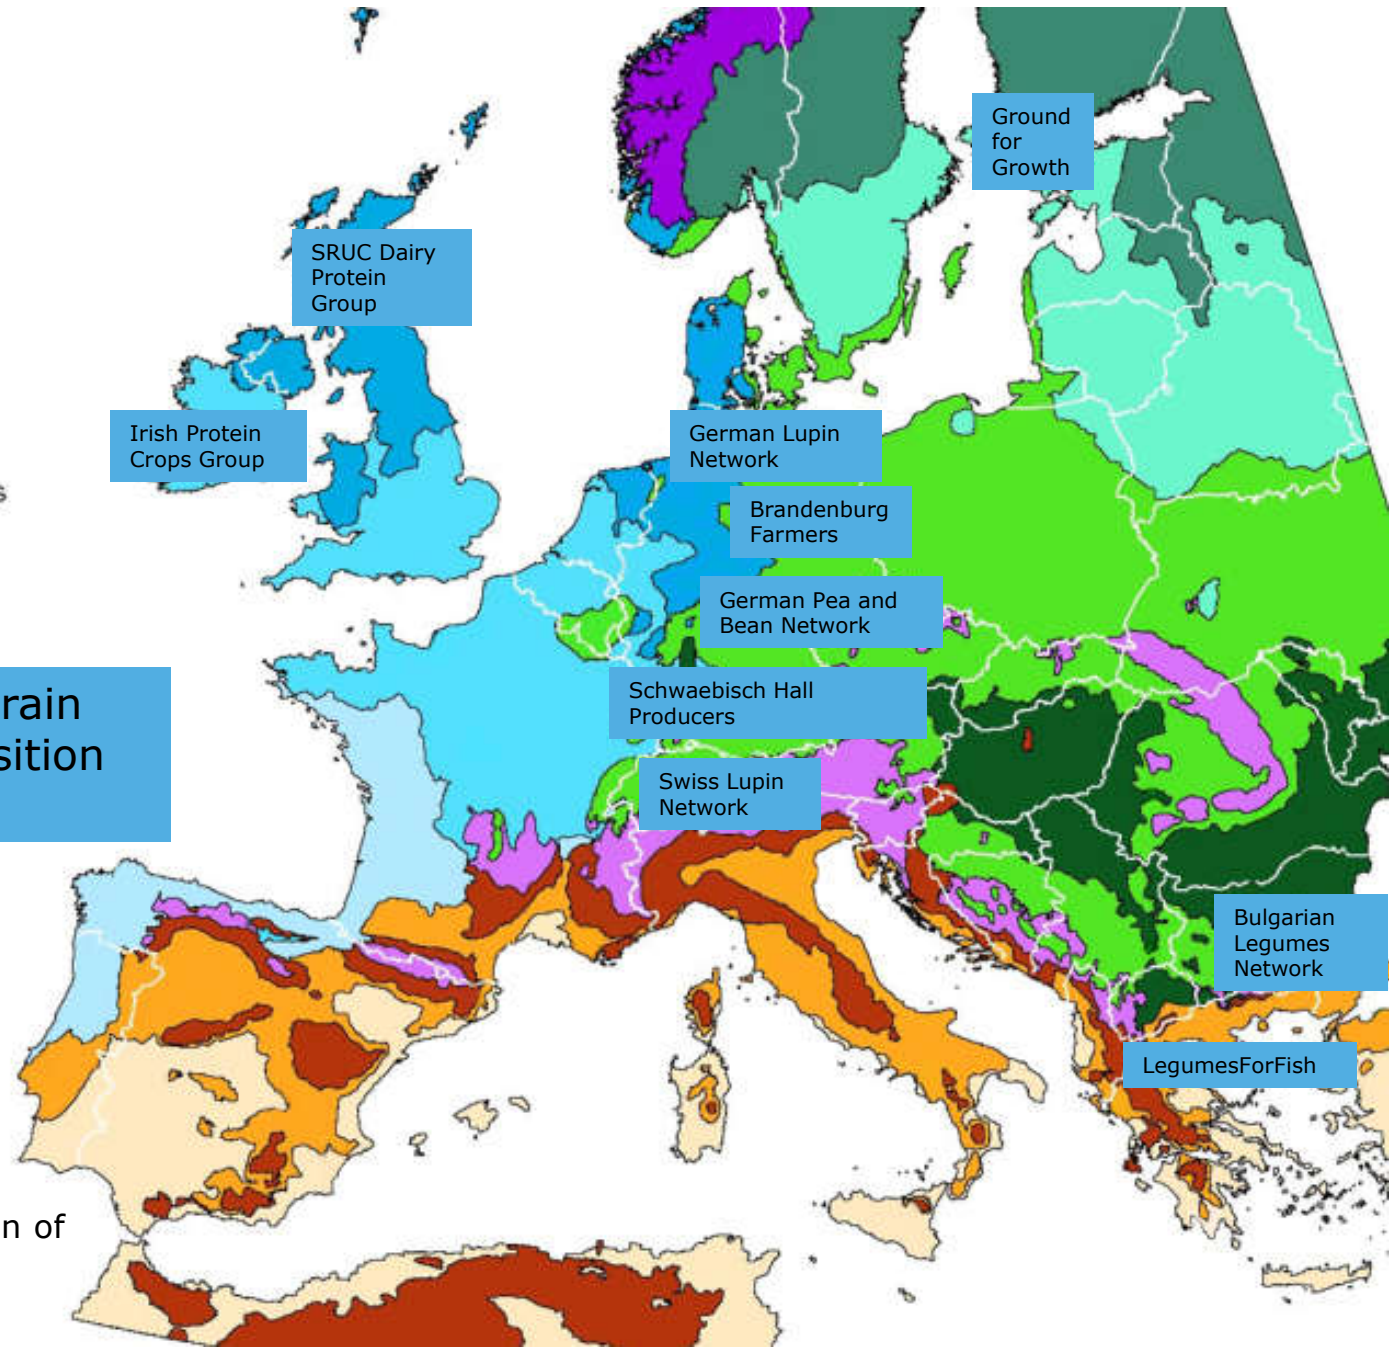 Ground
for
Growth
SRUC Dairy
Protein
Group
Irish Protein
Crops Group
German Lupin
Network
s
Brandenburg
Farmers
German Pea and
Bean Network
Schwaebisch Hall
Producers
rain
sition
Swiss Lupin
Network
Bulgarian
Legumes
Network
LegumesForFish
n of